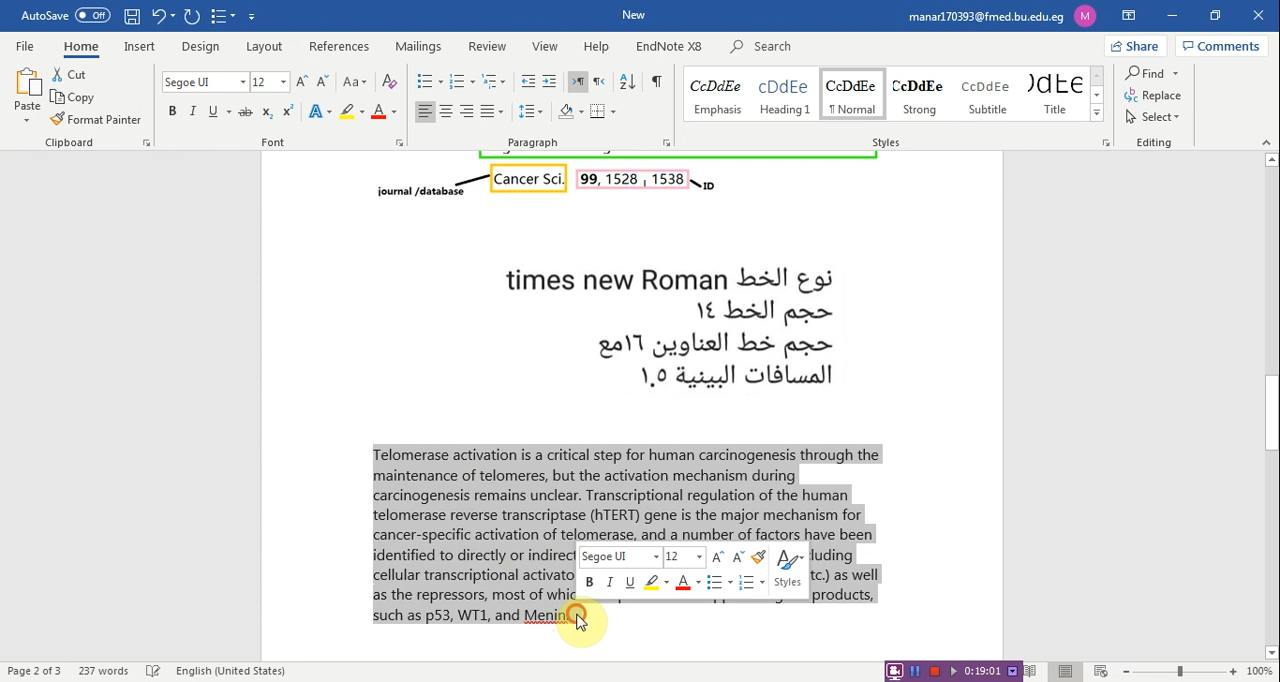 AutoSave Off New manar170393@fmed.bu.edu.eg M
File Home Insert Design Layout References Mailings Review View Help EndNote X8 Search Share Comments
Paste Cut Copy Format Painter
Segoe UI 12
CcDdEe Emphasis cDdEe Heading 1 CcDdEe ¶ Normal CcDdEe Strong CcDdEe Subtitle Title
Find Replace Select
Clipboard Font Paragraph Styles Editing
journal /database Cancer Sci. 99, 1528 1538 ID
نوع الخط times new Roman
حجم الخط ١٤
حجم خط العناوين ١٦مع
المسافات البينية ١.٥
Telomerase activation is a critical step for human carcinogenesis through the
maintenance of telomeres, but the activation mechanism during
carcinogenesis remains unclear. Transcriptional regulation of the human
telomerase reverse transcriptase (hTERT) gene is the major mechanism for
cancer-specific activation of telomerase, and a number of factors have been
identified to directly or indirect
cellular transcriptional activato tc.) as well
as the repressors, most of whic products,
such as p53, WT1, and Menin.
Segoe UI 12
B I U A Styles
Page 2 of 3 237 words English (United States) 0:19:01 100%